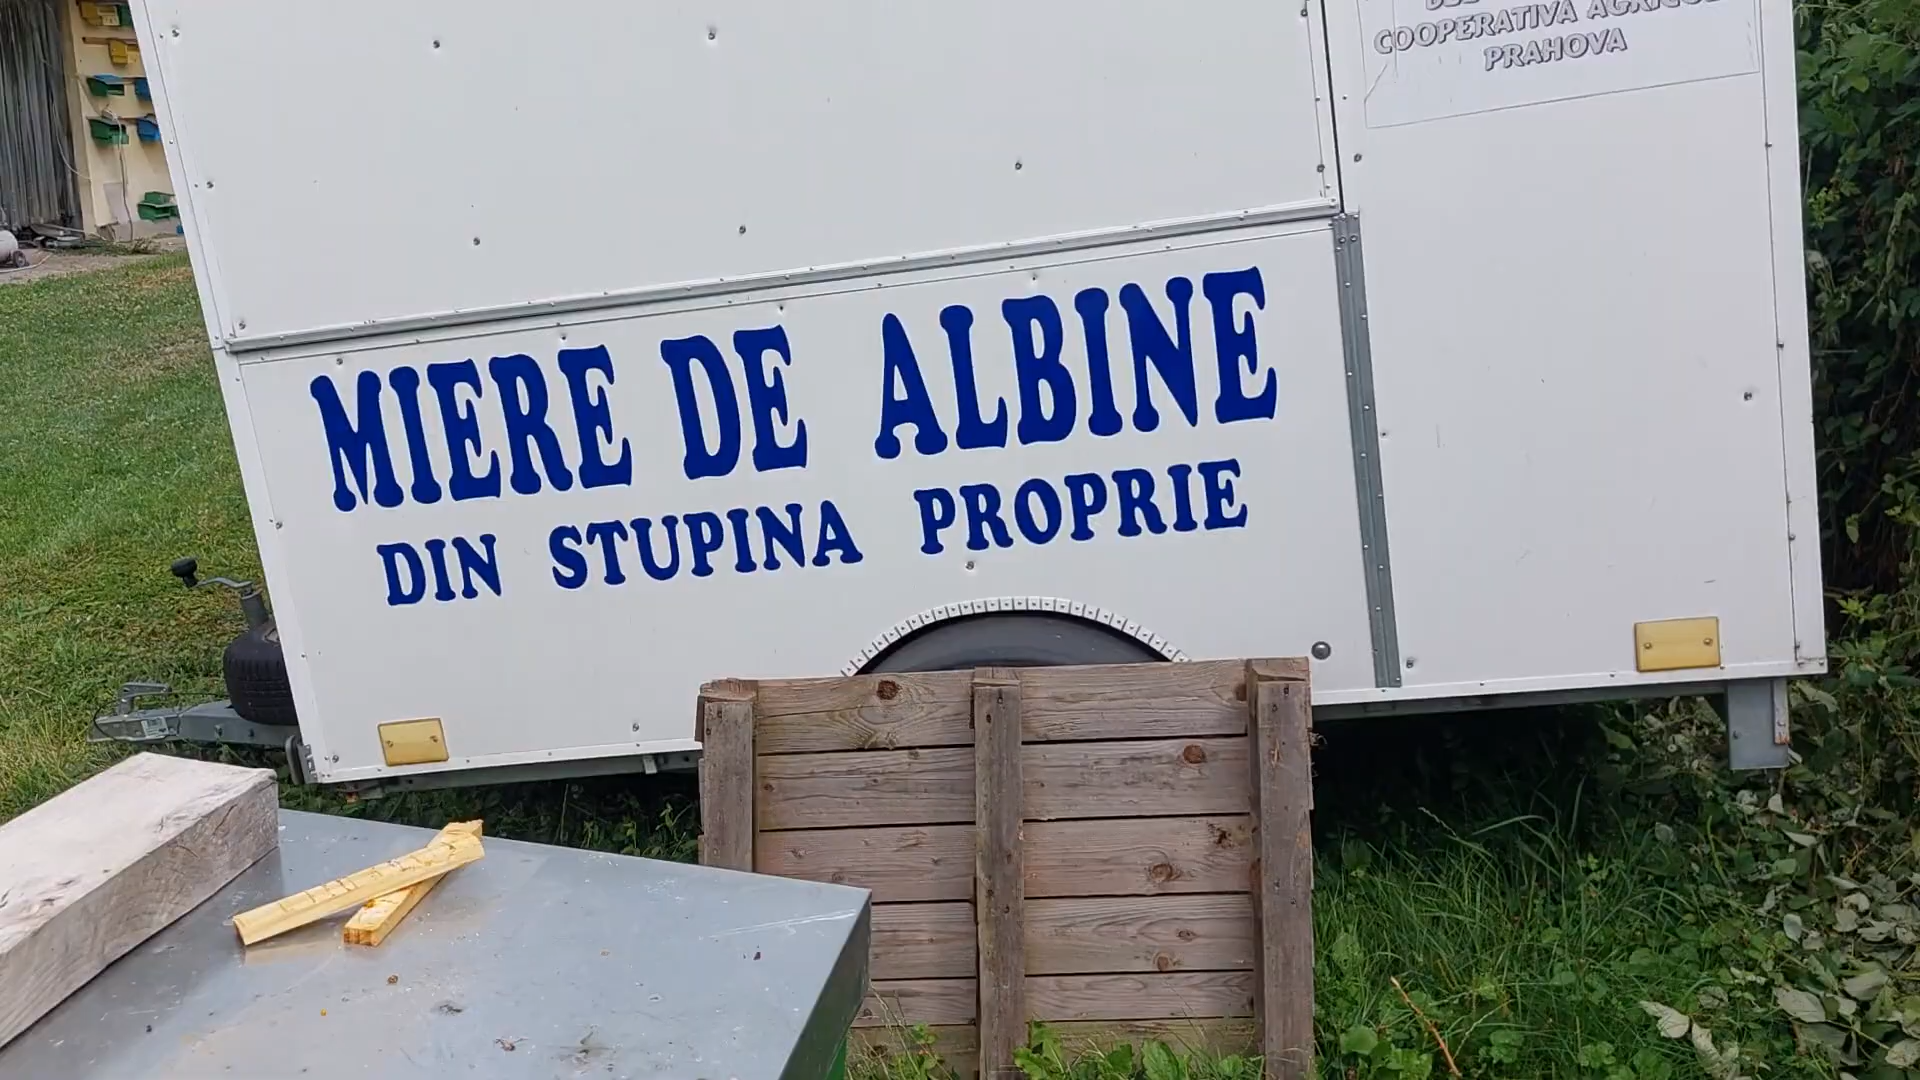 MIERE DE ALBINE
DIN STUPINA PROPRIE
COOPERATIVA
PRAHOVA